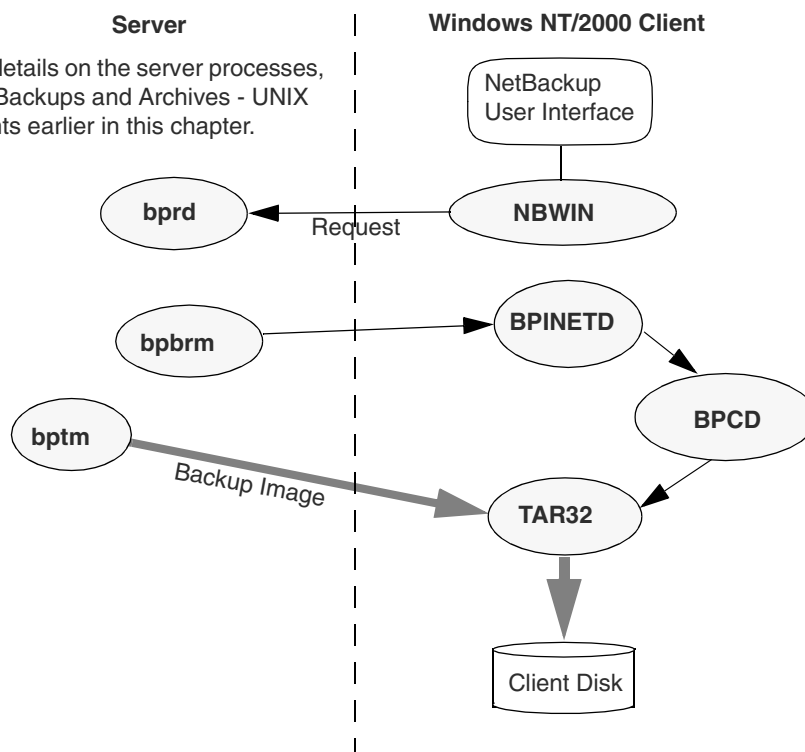 Server
Windows NT/2000 Client
details on the server processes,
Backups and Archives - UNIX
nts earlier in this chapter.
NetBackup
User Interface
bprd
Request
NBWIN
bpbrm
BPINETD
BPCD
bptm
Backup Image
TAR32
Client Disk